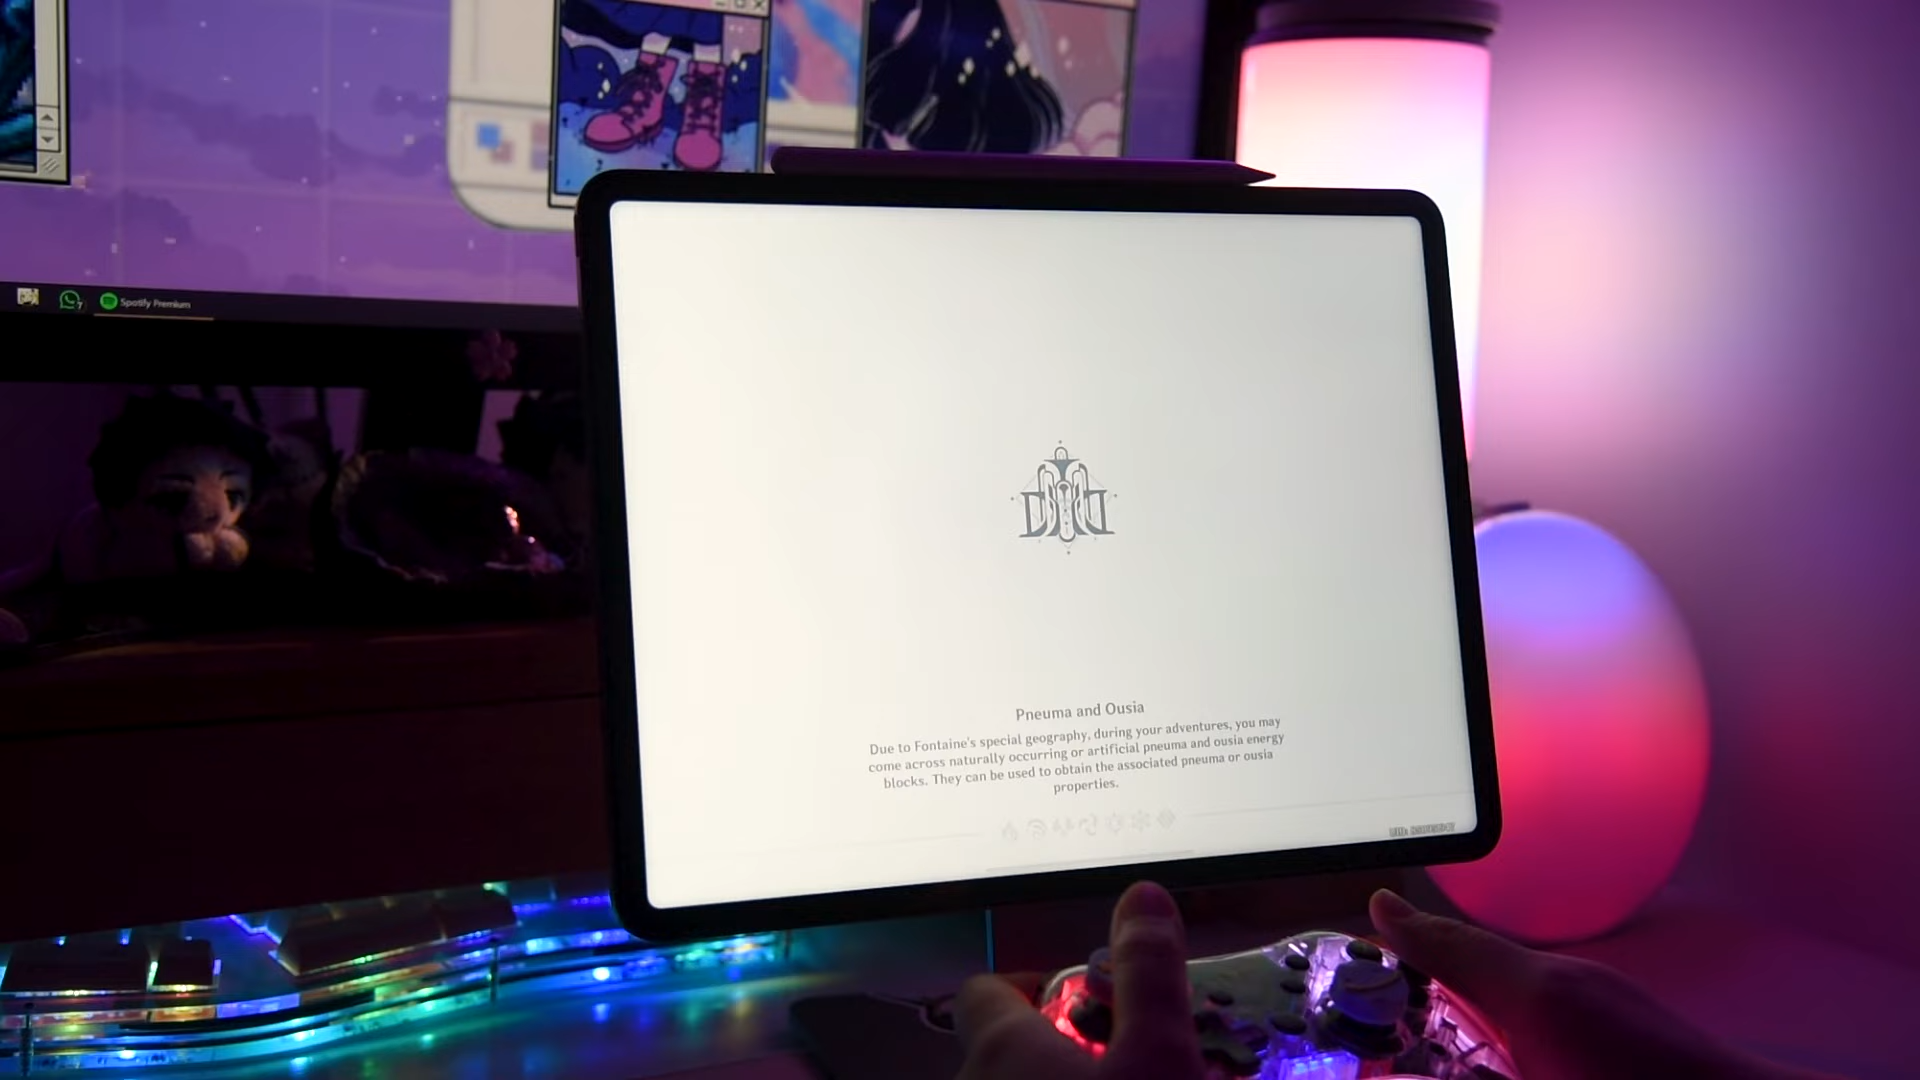 Spotify Premium
Pneuma and Ousia
Due to Fontaine's special geography, during your adventures, you may
come across naturally occurring or artificial pneuma and ousia energy
blocks. They can be used to obtain the associated pneuma or ousia
properties.